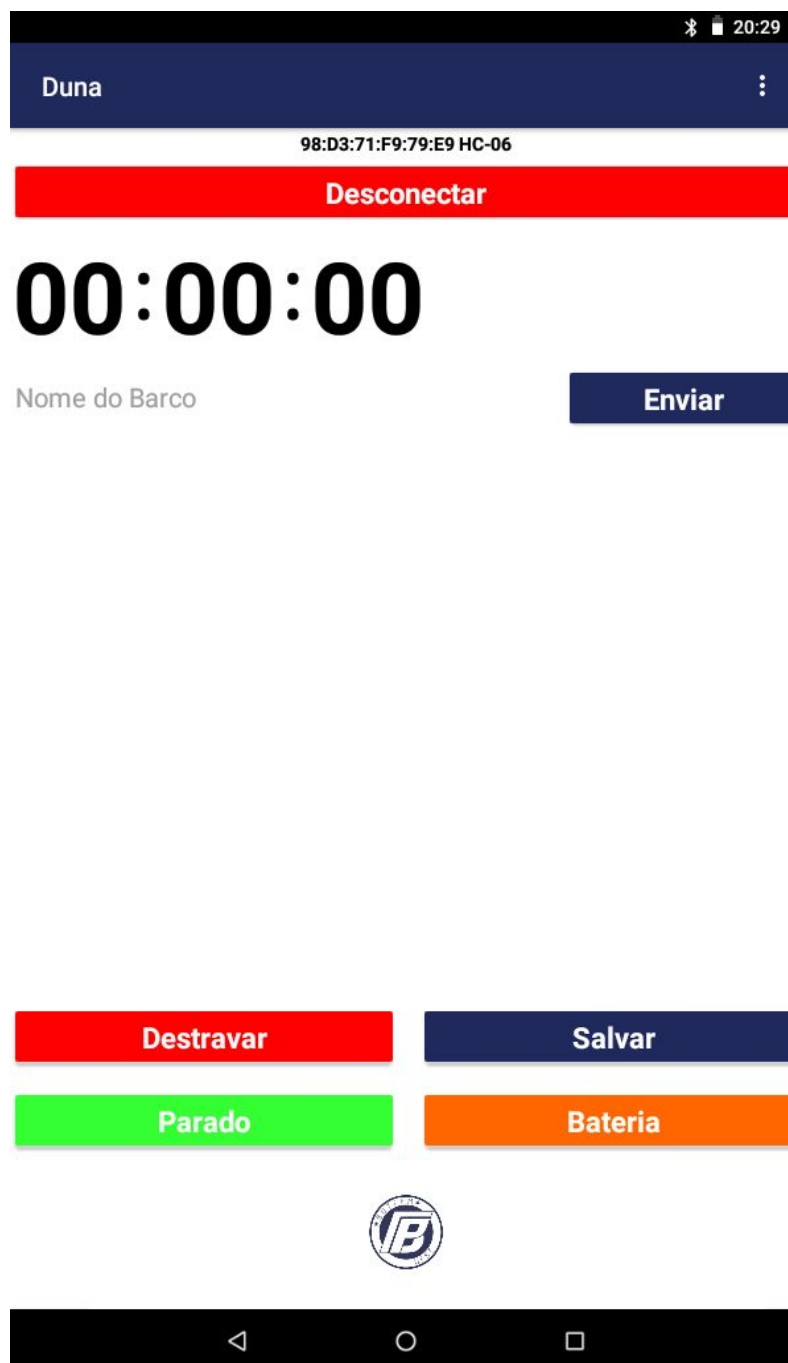 20:29
Duna
98:D3:71:F9:79:E9 HC-06
Desconectar
00:00:00
Nome do Barco
Enviar
Destravar
Salvar
Parado
Bateria